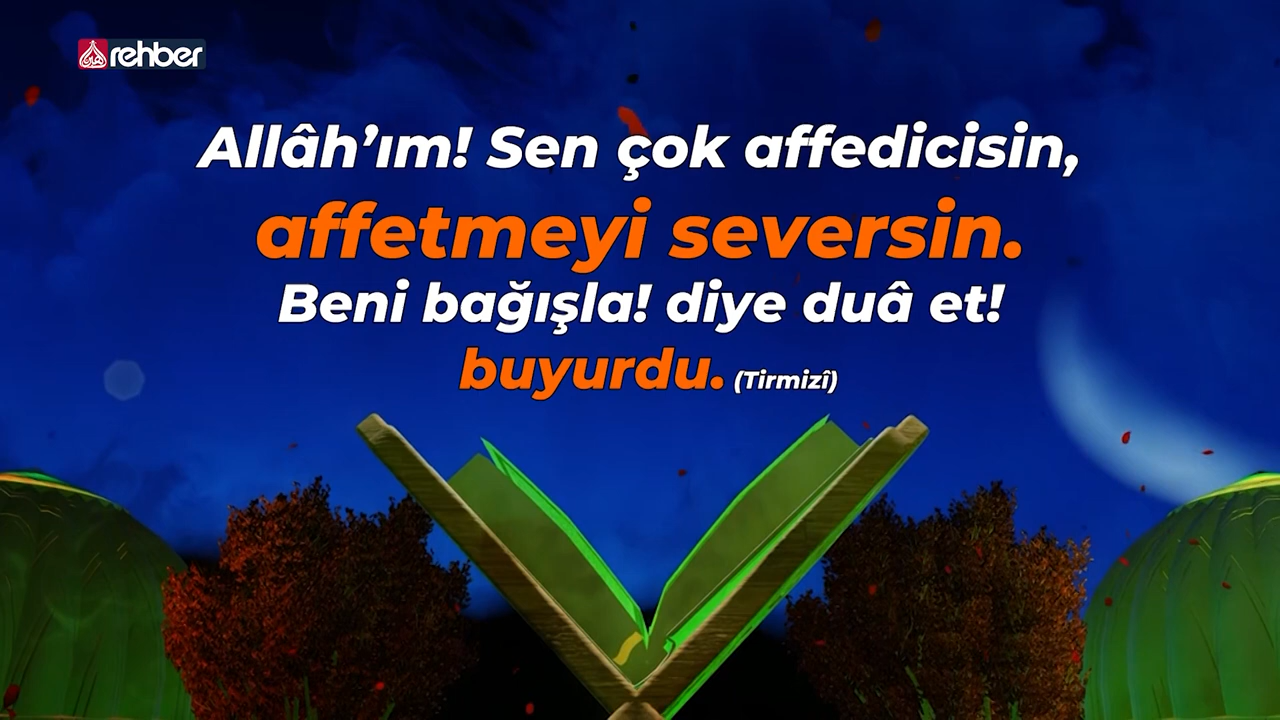 rehber
Allâh’ım! Sen çok affedicisin,
affetmeyi seversin.
Beni bağışla! diye duâ et!
buyurdu. (Tirmizî)